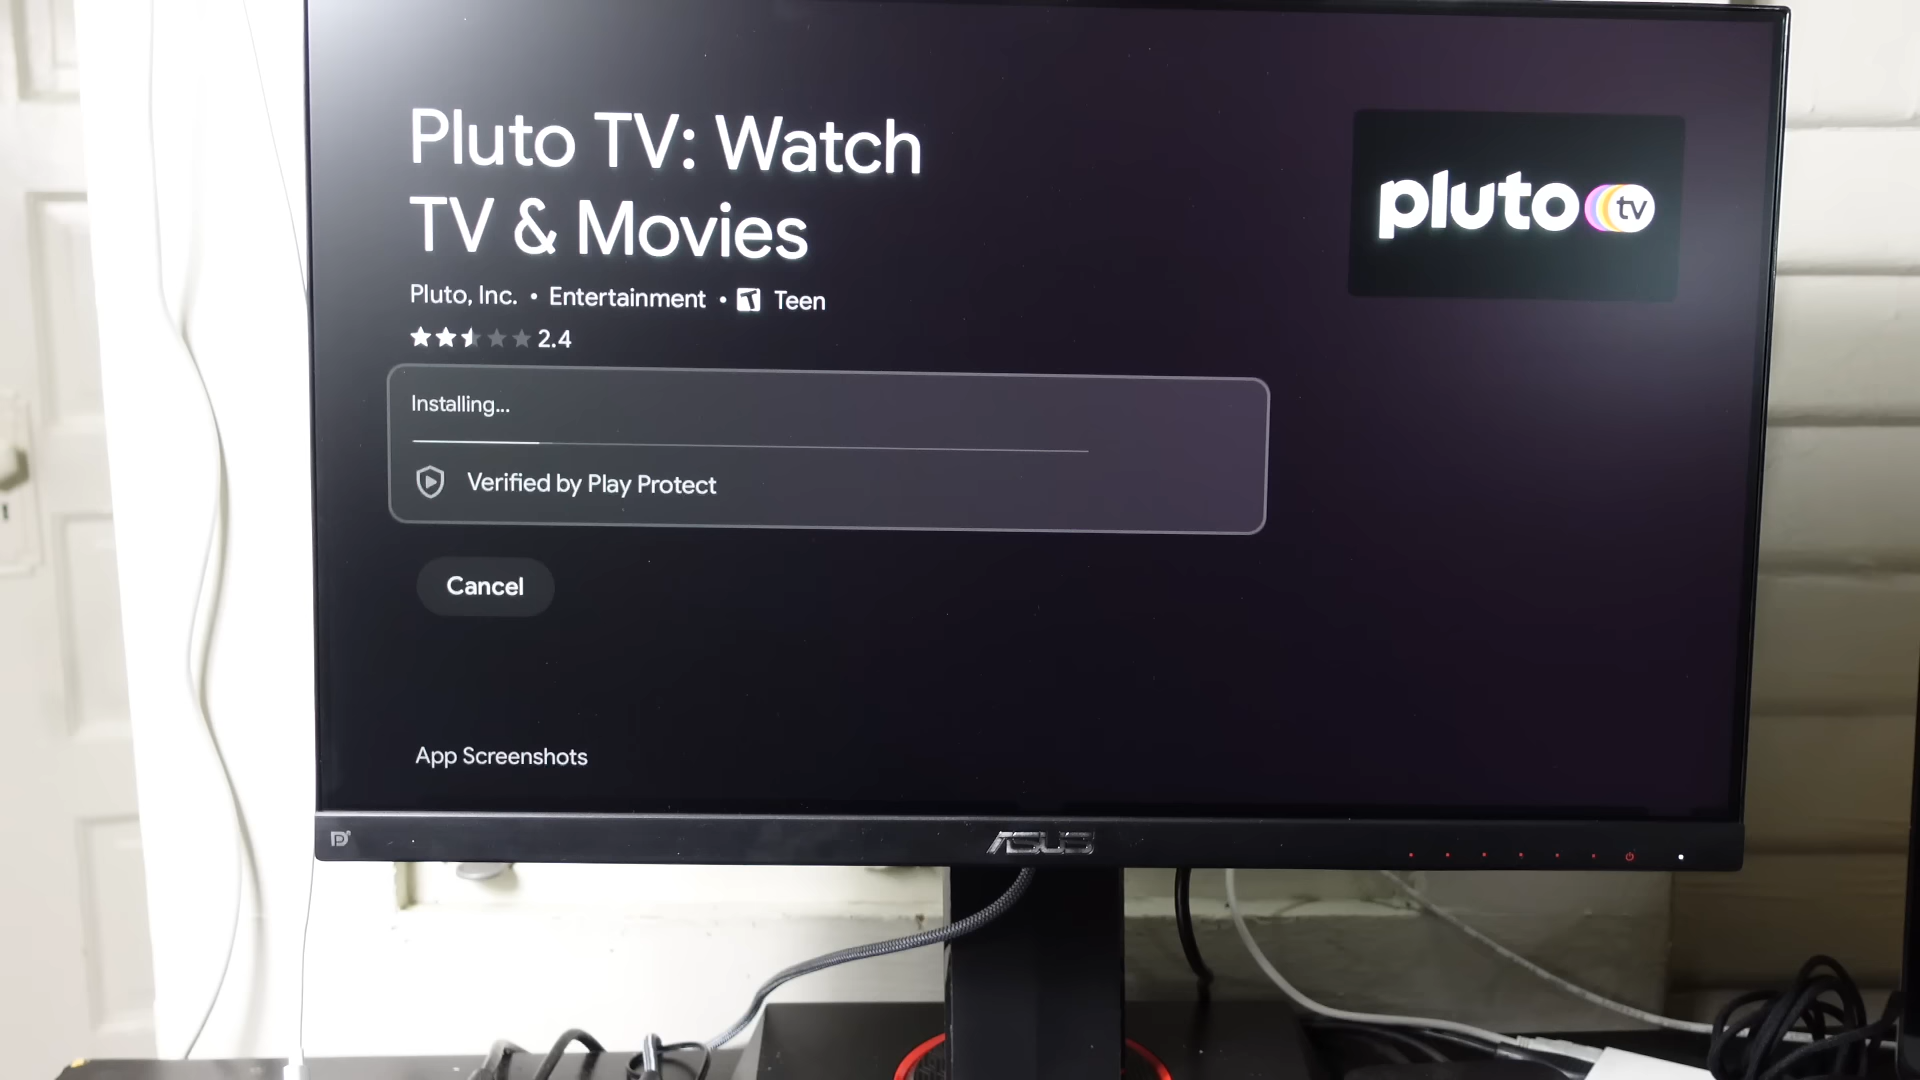 Pluto TV: Watch
TV & Movies
pluto tv
Pluto, Inc. • Entertainment • T Teen
2.4
Installing...
Verified by Play Protect
Cancel
App Screenshots
ASUS